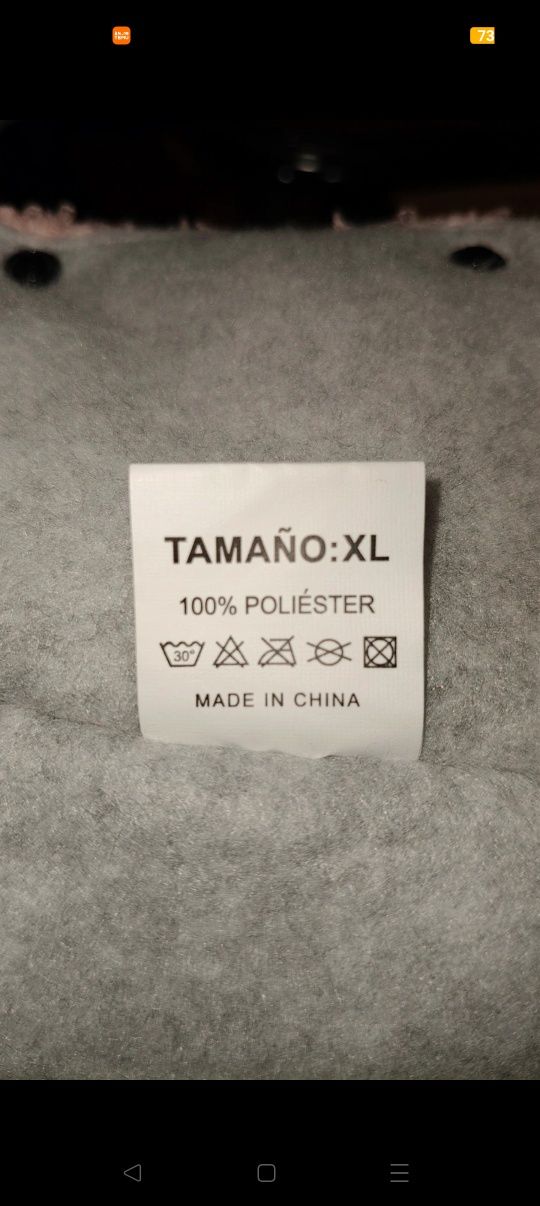 73
TAMAÑO:XL
100% POLIÉSTER
30°
MADE IN CHINA